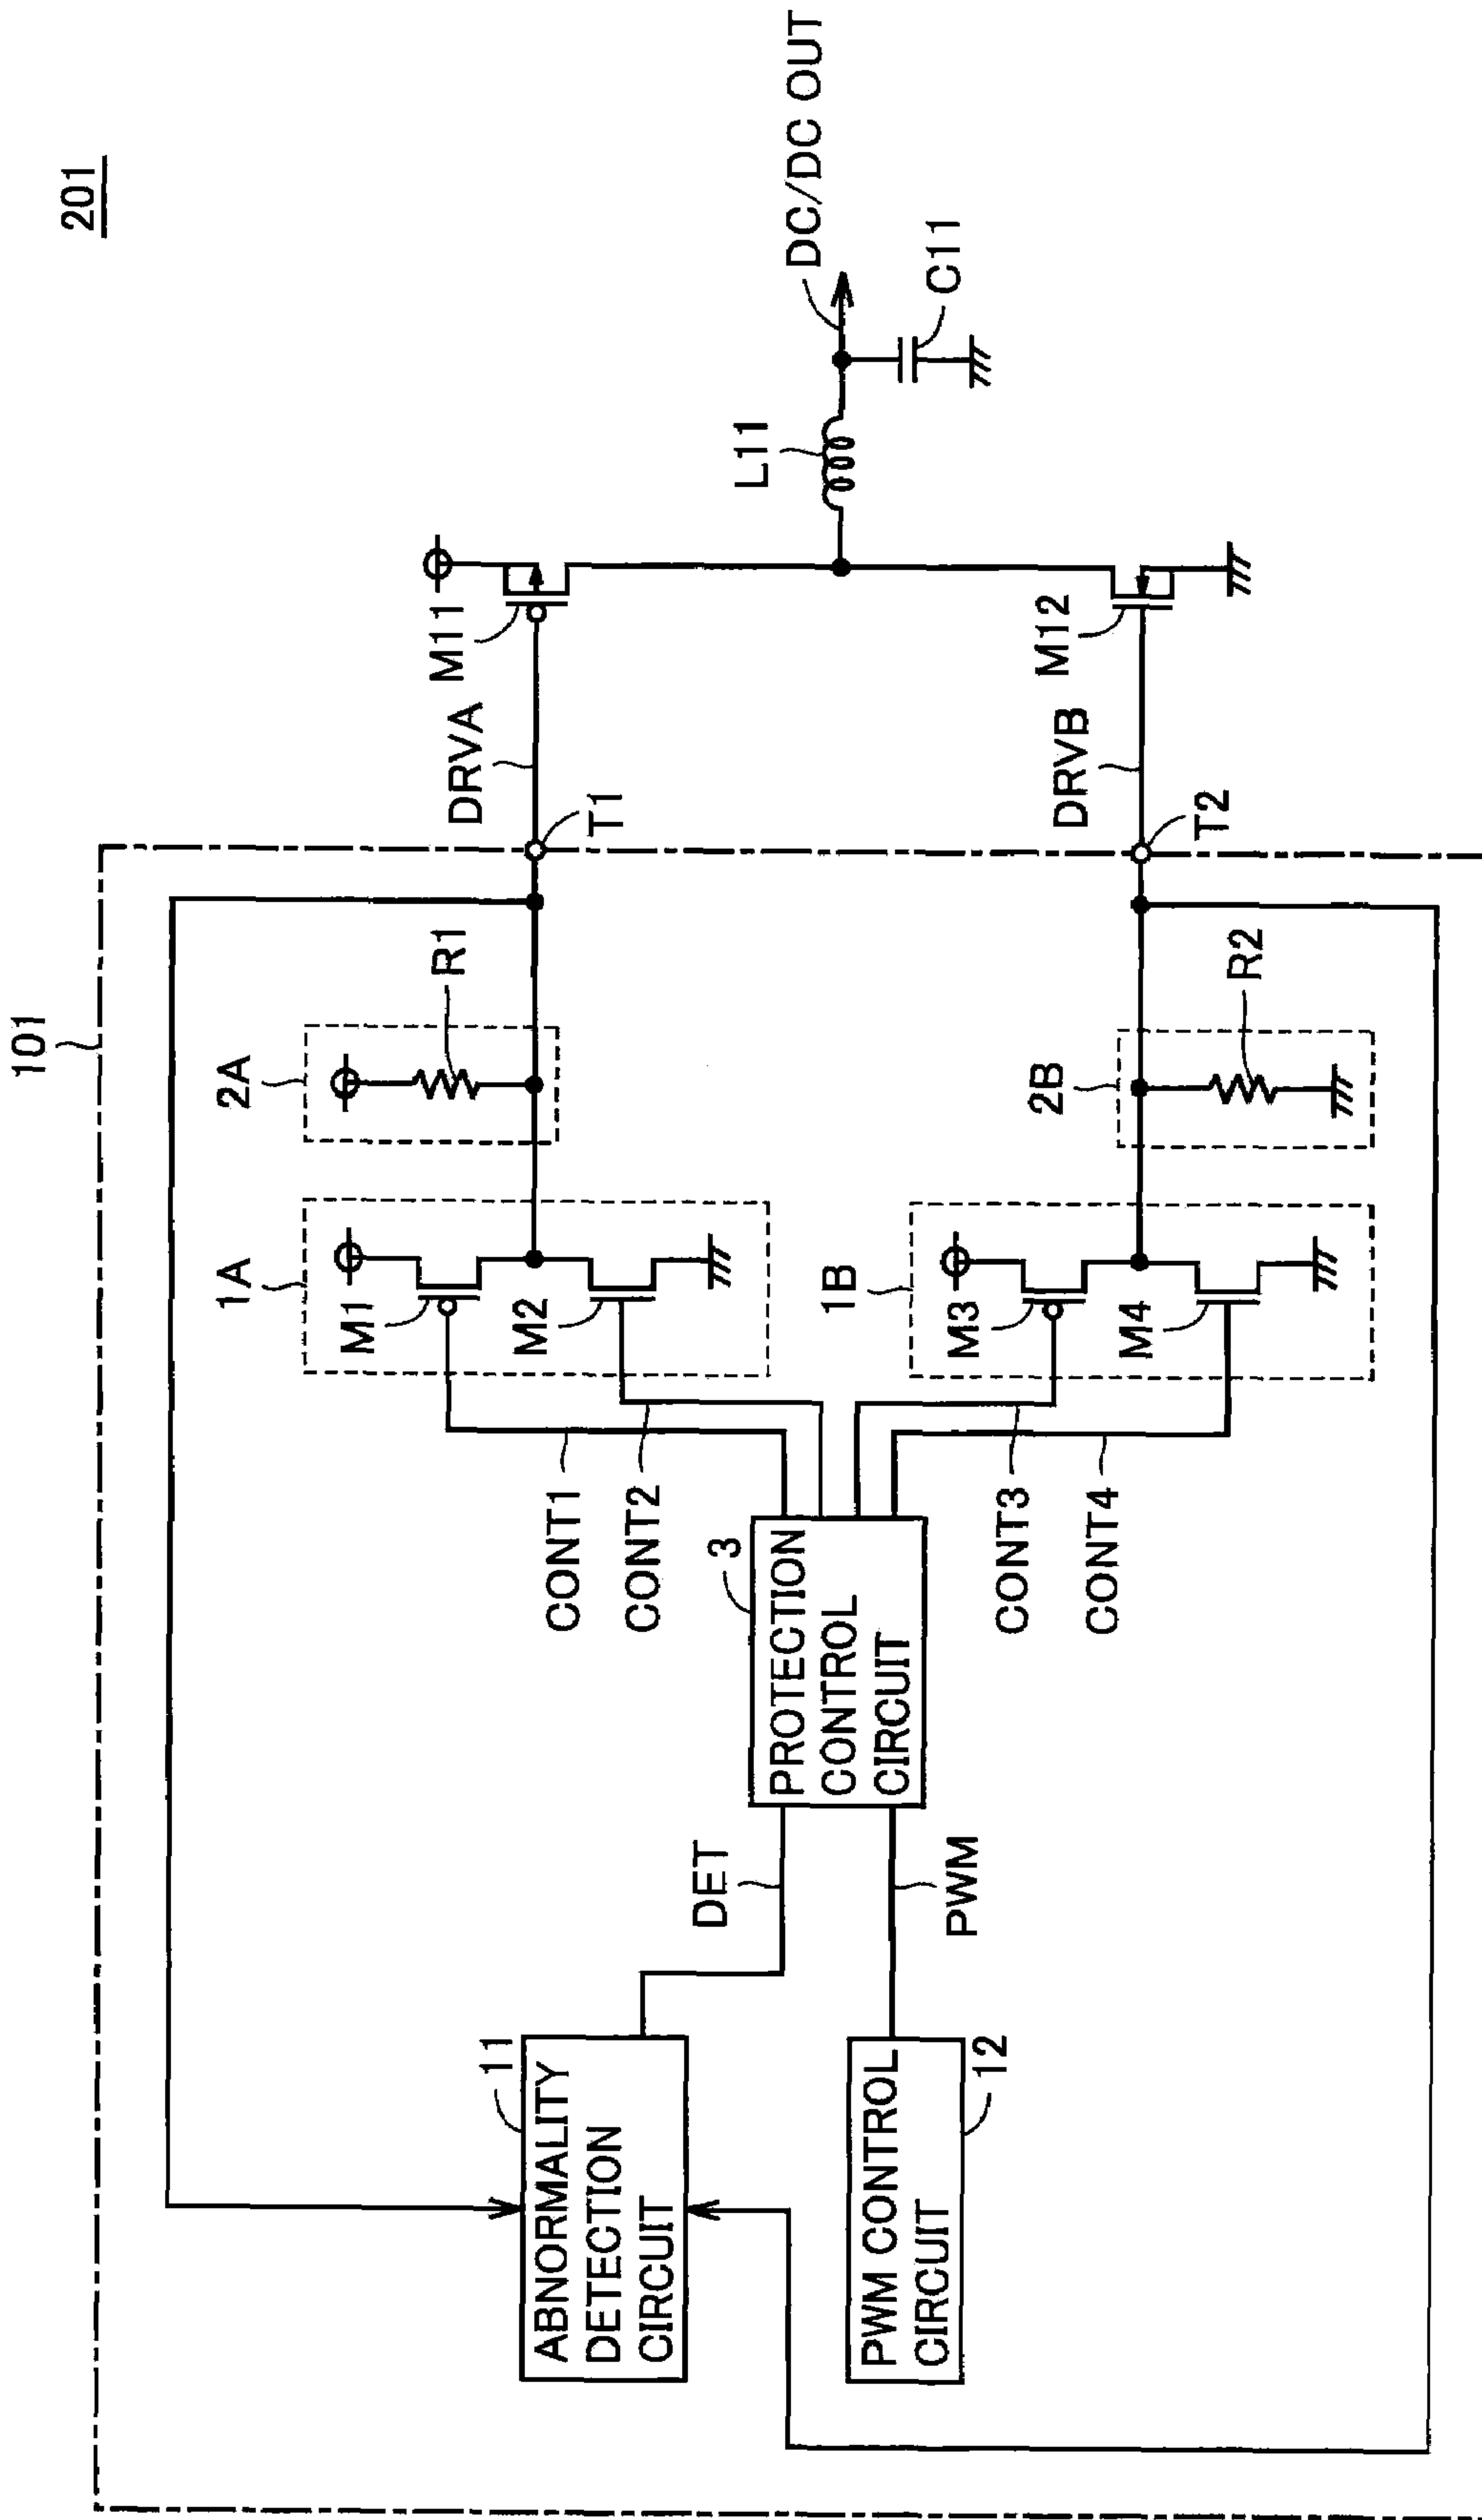 201
101
11
ABNORMALITY
DETECTION
CIRCUIT
PWM CONTROL
CIRCUIT
12
DET
PWM
3
PROTECTION
CONTROL
CIRCUIT
CONT1
CONT2
CONT3
CONT4
1A
M1
M2
1B
M3
M4
2A
R1
2B
R2
T1
T2
DRVA
DRVB
M11
M12
L11
C11
DC/DC OUT